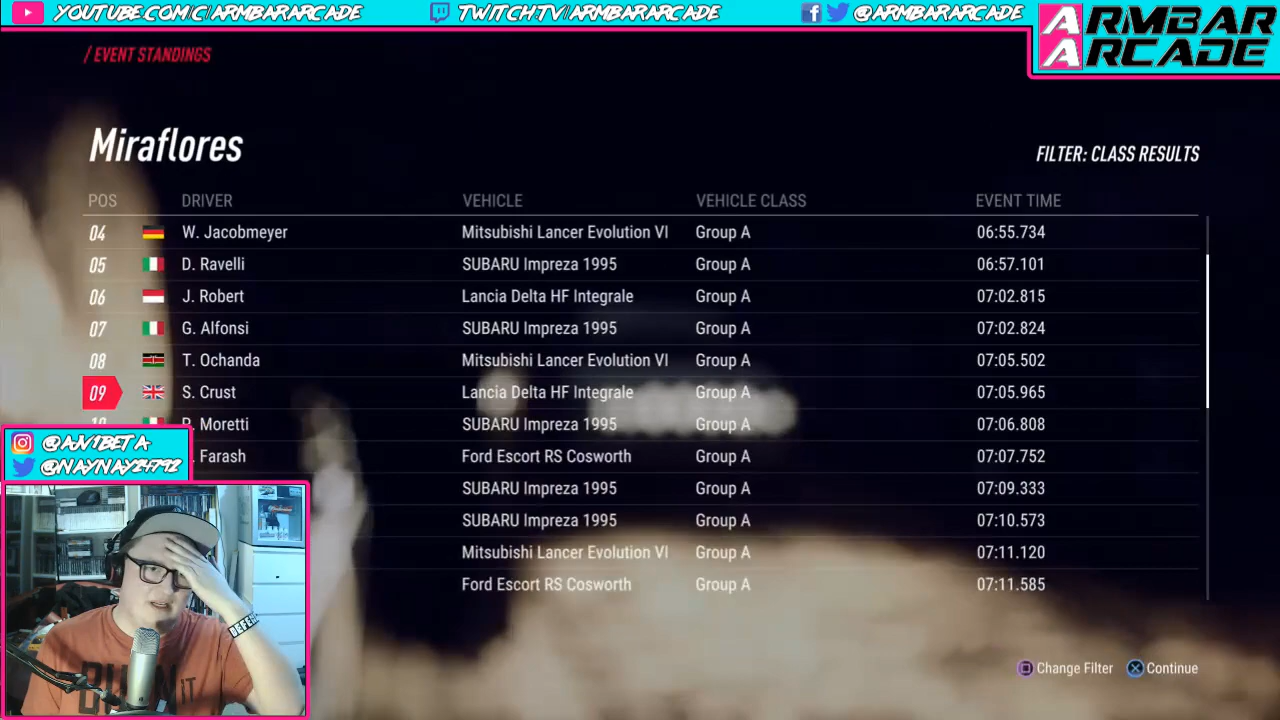 YOUTUBE.COM/C/ARMBARARCADE TWITCH.TV/ARMBARARCADE @ARMBARARCADE
ARMBAR
ARCADE
/ EVENT STANDINGS
Miraflores
FILTER: CLASS RESULTS
POS DRIVER VEHICLE VEHICLE CLASS EVENT TIME
04 W. Jacobmeyer Mitsubishi Lancer Evolution VI Group A 06:55.734
05 D. Ravelli SUBARU Impreza 1995 Group A 06:57.101
06 J. Robert Lancia Delta HF Integrale Group A 07:02.815
07 G. Alfonsi SUBARU Impreza 1995 Group A 07:02.824
08 T. Ochanda Mitsubishi Lancer Evolution VI Group A 07:05.502
09 S. Crust Lancia Delta HF Integrale Group A 07:05.965
10 Moretti SUBARU Impreza 1995 Group A 07:06.808
Farash Ford Escort RS Cosworth Group A 07:07.752
SUBARU Impreza 1995 Group A 07:09.333
SUBARU Impreza 1995 Group A 07:10.573
Mitsubishi Lancer Evolution VI Group A 07:11.120
Ford Escort RS Cosworth Group A 07:11.585
@AJV1BETA
@NAYNAY24792
Change Filter Continue